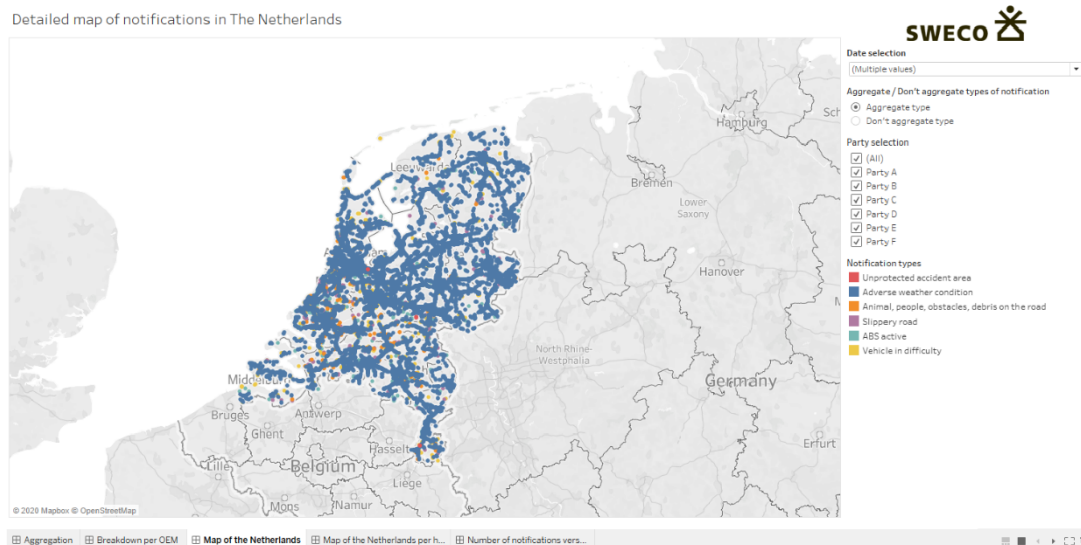 Detailed map of notifications in The Netherlands
SWECO
Date selection
(Multiple values)
Aggregate / Don't aggregate types of notification
Aggregate type
Don't aggregate type
Party selection
(All)
Party A
Party B
Party C
Party D
Party E
Party F
Notification types
Unprotected accident area
Adverse weather condition
Animal, people, obstacles, debris on the road
Slippery road
ABS active
Vehicle in difficulty
Hamburg
Bremen
Lower
Saxony
Hanover
North Rhine-
Westphalia
Germany
Erfurt
Bruges
Antwerp
Ghent
Hasselt
Lille
Belgium
Liege
Mons
Namur
© 2020 Mapbox © OpenStreetMap
Aggregation
Breakdown per OEM
Map of the Netherlands
Map of the Netherlands per h...
Number of notifications vers...